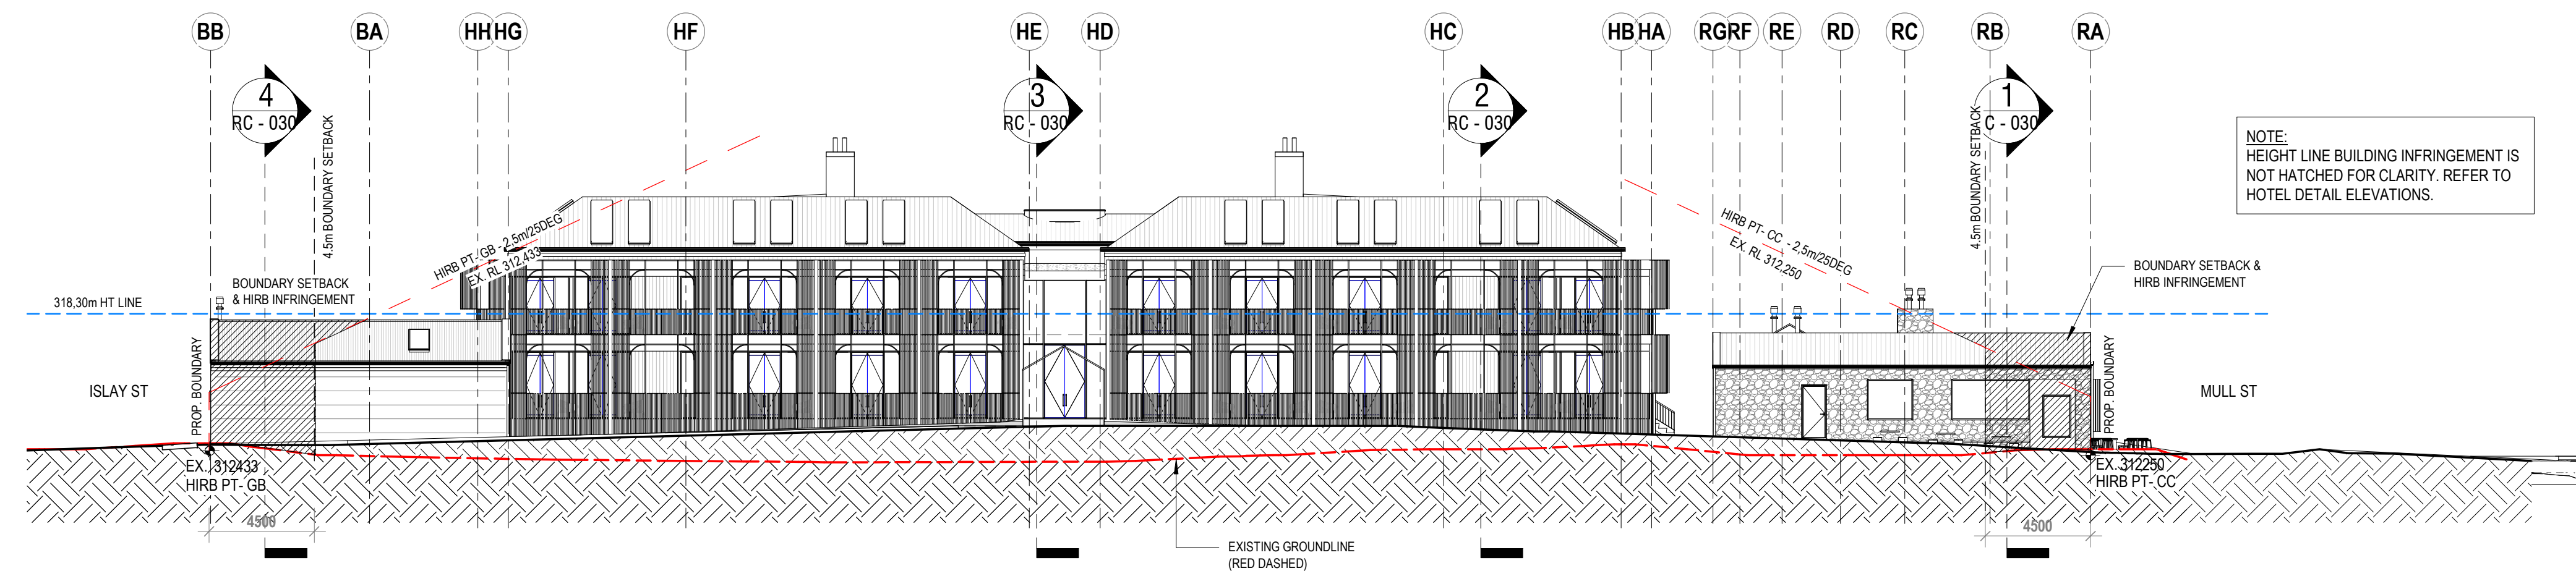 BB
BA
HH
HG
HF
HE
HD
HC
HB
HA
RG
RF
RE
RD
RC
RB
RA
4
RC - 030
3
RC - 030
2
RC - 030
1
C - 030
4.5m BOUNDARY SETBACK
4.5m BOUNDARY SETBACK
NOTE:
HEIGHT LINE BUILDING INFRINGEMENT IS
NOT HATCHED FOR CLARITY. REFER TO
HOTEL DETAIL ELEVATIONS.
HIRB PT- GB - 2,5m/25DEG
EX. RL 312,433
HIRB PT- CC - 2,5m/25DEG
EX. RL 312,250
BOUNDARY SETBACK
& HIRB INFRINGEMENT
BOUNDARY SETBACK &
HIRB INFRINGEMENT
318,30m HT LINE
PROP. BOUNDARY
PROP. BOUNDARY
ISLAY ST
MULL ST
EX. 312433
HIRB PT- GB
EX. 312250
HIRB PT- CC
4500
4500
EXISTING GROUNDLINE
(RED DASHED)